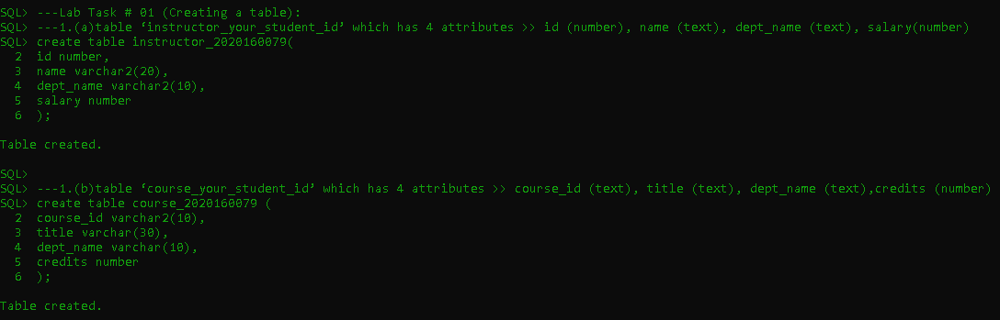 SQL> ---Lab Task # 01 (Creating a table):
SQL> ---1.(a)table ‘instructor_your_student_id’ which has 4 attributes >> id (number), name (text), dept_name (text), salary(number)
SQL> create table instructor_2020160079(
  2  id number,
  3  name varchar2(20),
  4  dept_name varchar2(10),
  5  salary number
  6  );
Table created.
SQL>
SQL> ---1.(b)table ‘course_your_student_id’ which has 4 attributes >> course_id (text), title (text), dept_name (text),credits (number)
SQL> create table course_2020160079 (
  2  course_id varchar2(10),
  3  title varchar(30),
  4  dept_name varchar(10),
  5  credits number
  6  );
Table created.